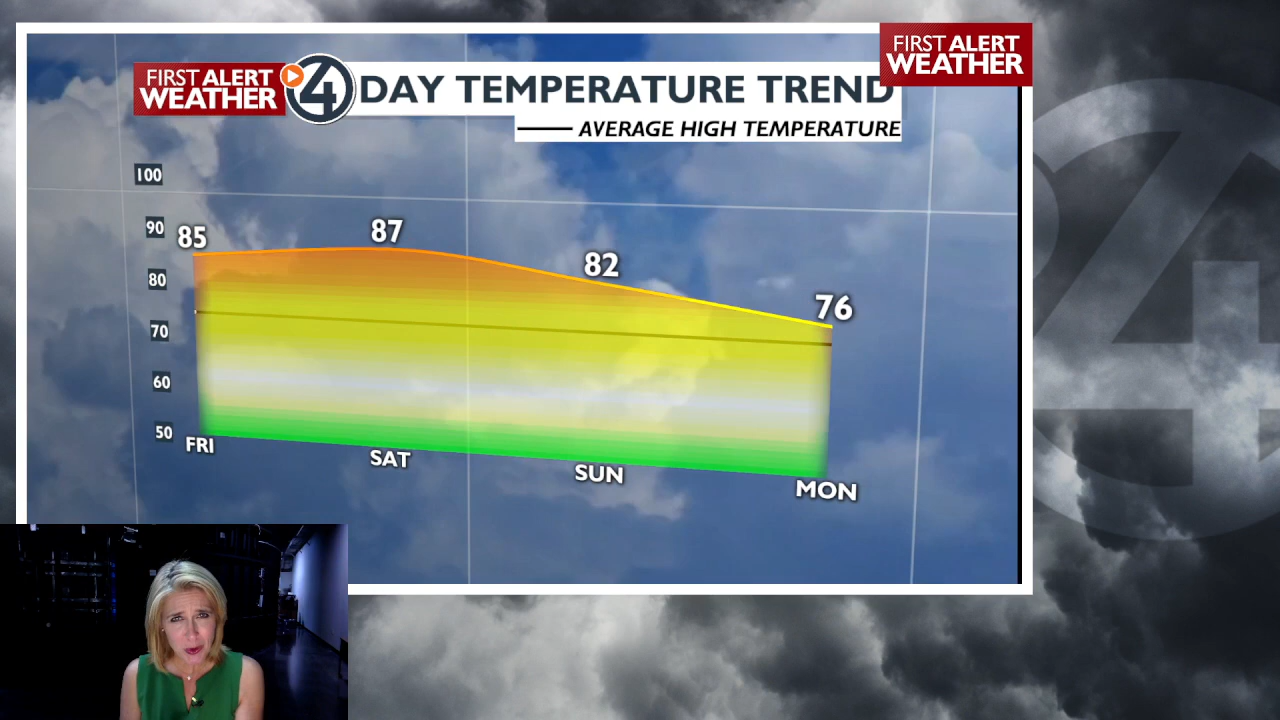 FIRST ALERT
WEATHER
FIRST ALERT
WEATHER
4 DAY TEMPERATURE TREND
AVERAGE HIGH TEMPERATURE
100
90
80
70
60
50
85
87
82
76
FRI
SAT
SUN
MON
4